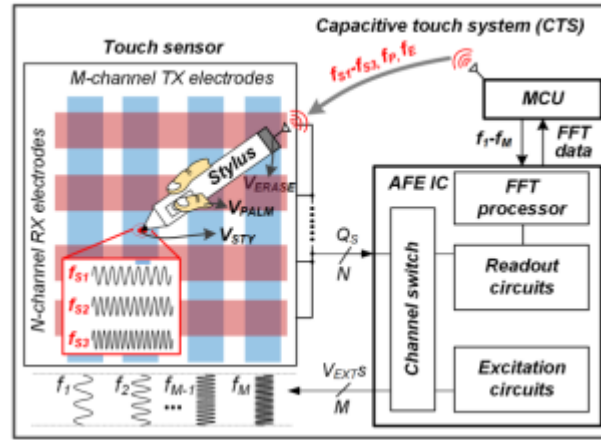 Capacitive touch system (CTS)
Touch sensor
M-channel TX electrodes
N-channel RX electrodes
fS1-fS3, fP, fE
MCU
f1-fM
FFT
data
Stylus
VERASE
VPALM
VSTY
fS1
fS2
fS3
QS
N
AFE IC
FFT
processor
Channel switch
Readout
circuits
Excitation
circuits
VEXTs
M
f1 f2 fM-1 fM
•••